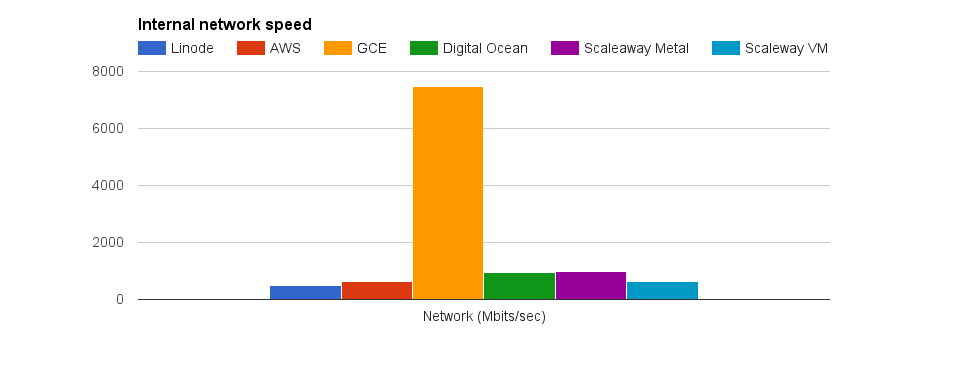 Internal network speed
Linode AWS GCE Digital Ocean Scaleaway Metal Scaleway VM
8000
6000
4000
2000
0
Network (Mbits/sec)